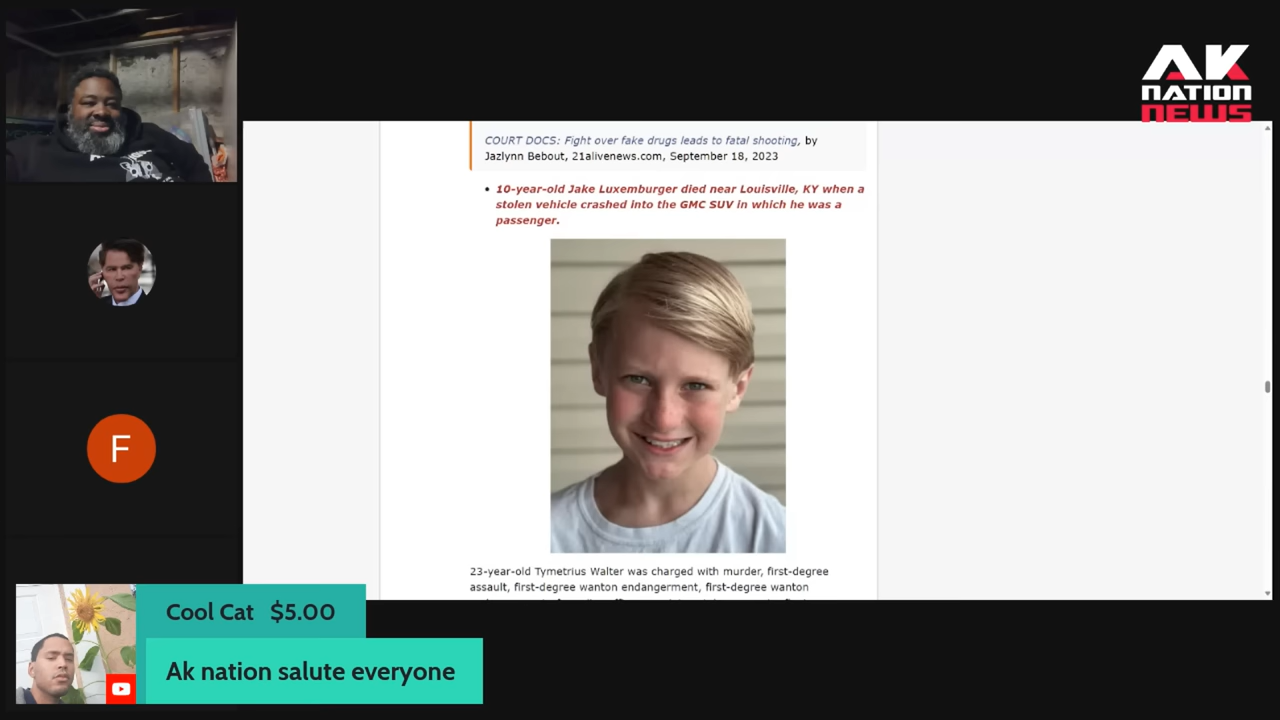 AK
NATION
NEWS
COURT DOCS: Fight over fake drugs leads to fatal shooting, by
Jazlynn Bebout, 21alivenews.com, September 18, 2023
• 10-year-old Jake Luxemburger died near Louisville, KY when a
stolen vehicle crashed into the GMC SUV in which he was a
passenger.
F
23-year-old Tymetrius Walter was charged with murder, first-degree
assault, first-degree wanton endangerment, first-degree wanton
Cool Cat $5.00
Ak nation salute everyone